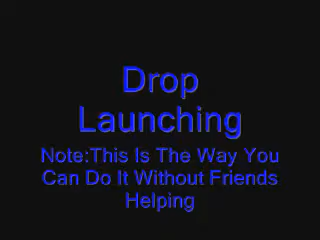 Drop
Launching
Note:This Is The Way You
Can Do It Without Friends
Helping